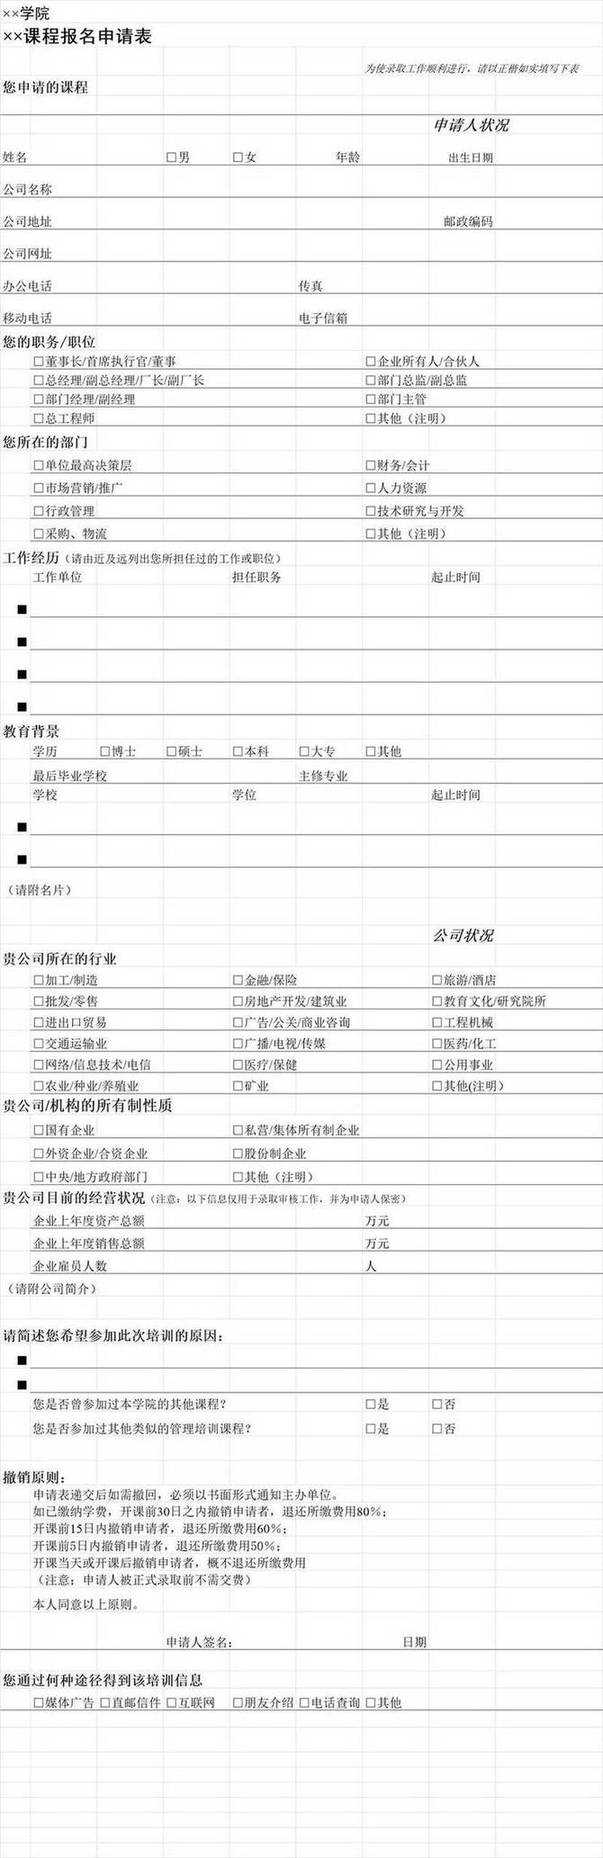 ××学院
××课程报名申请表
为使录取工作顺利进行，请以正楷如实填写下表
您申请的课程
申请人状况
姓名 □男 □女 年龄 出生日期
公司名称
公司地址 邮政编码
公司网址
办公电话 传真
移动电话 电子信箱
您的职务/职位
□董事长/首席执行官/董事 □企业所有人/合伙人
□总经理/副总经理/厂长/副厂长 □部门总监/副总监
□部门经理/副经理 □部门主管
□总工程师 □其他（注明）
您所在的部门
□单位最高决策层 □财务/会计
□市场营销/推广 □人力资源
□行政管理 □技术研究与开发
□采购、物流 □其他（注明）
工作经历（请由近及远列出您所担任过的工作或职位）
工作单位 担任职务 起止时间
■
■
■
■
教育背景
学历 □博士 □硕士 □本科 □大专 □其他
最后毕业学校 主修专业
学校 学位 起止时间
■
■
（请附名片）
公司状况
贵公司所在的行业
□加工/制造 □金融/保险 □旅游/酒店
□批发/零售 □房地产开发/建筑业 □教育文化/研究院所
□进出口贸易 □广告/公关/商业咨询 □工程机械
□交通运输业 □广播/电视/传媒 □医药/化工
□网络/信息技术/电信 □医疗/保健 □公用事业
□农业/种业/养殖业 □矿业 □其他(注明）
贵公司/机构的所有制性质
□国有企业 □私营/集体所有制企业
□外资企业/合资企业 □股份制企业
□中央/地方政府部门 □其他（注明）
贵公司目前的经营状况（注意：以下信息仅用于录取审核工作，并为申请人保密）
企业上年度资产总额 万元
企业上年度销售总额 万元
企业雇员人数 人
（请附公司简介）
请简述您希望参加此次培训的原因：
■
■
您是否曾参加过本学院的其他课程？ □是 □否
您是否参加过其他类似的管理培训课程？ □是 □否
撤销原则：
申请表递交后如需撤回，必须以书面形式通知主办单位。
如已缴纳学费，开课前30日之内撤销申请者，退还所缴费用80%；
开课前15日内撤销申请者，退还所缴费用60%；
开课前5日内撤销申请者，退还所缴费用50%；
开课当天或开课后撤销申请者，概不退还所缴费用
（注意：申请人被正式录取前不需交费）
本人同意以上原则。
申请人签名： 日期
您通过何种途径得到该培训信息
□媒体广告 □直邮信件 □互联网 □朋友介绍 □电话查询 □其他